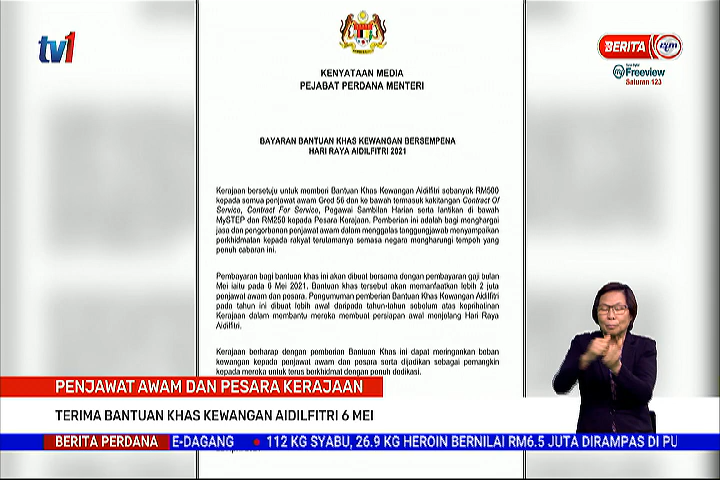 tv1
BERITA rtm
Freeview
Saluran 123
KENYATAAN MEDIA
PEJABAT PERDANA MENTERI
BAYARAN BANTUAN KHAS KEWANGAN BERSEMPENA
HARI RAYA AIDILFITRI 2021
Kerajaan bersetuju untuk memberi Bantuan Khas Kewangan Aidilfitri sebanyak RM500
kepada semua penjawat awam Gred 56 dan ke bawah termasuk kakitangan Contract Of
Service, Contract For Service, Pegawai Sambilan Harian serta lantikan di bawah
MySTEP dan RM250 kepada Pesara Kerajaan. Pemberian ini adalah bagi menghargai
jasa dan pengorbanan penjawat awam dalam menggalas tanggungjawab menyampaikan
perkhidmatan kepada rakyat terutamanya semasa negara mengharungi tempoh yang
penuh cabaran ini.
Pembayaran bagi bantuan khas ini akan dibuat bersama dengan pembayaran gaji bulan
Mei iaitu pada 6 Mei 2021. Bantuan khas tersebut akan memanfaatkan lebih 2 juta
penjawat awam dan pesara. Pengumuman pemberian Bantuan Khas Kewangan Aidilfitri
pada tahun ini dibuat lebih awal daripada tahun-tahun sebelum atas keprihatinan
Kerajaan dalam membantu mereka membuat persiapan awal menjelang Hari Raya
Aidilfitri.
Kerajaan berharap dengan pemberian Bantuan Khas ini dapat meringankan beban
kewangan kepada penjawat awam dan pesara serta dijadikan sebagai pemangkin
kepada mereka untuk terus berkhidmat dengan penuh dedikasi.
PENJAWAT AWAM DAN PESARA KERAJAAN
TERIMA BANTUAN KHAS KEWANGAN AIDILFITRI 6 MEI
BERITA PERDANA E-DAGANG • 112 KG SYABU, 26.9 KG HEROIN BERNILAI RM6.5 JUTA DIRAMPAS DI PU